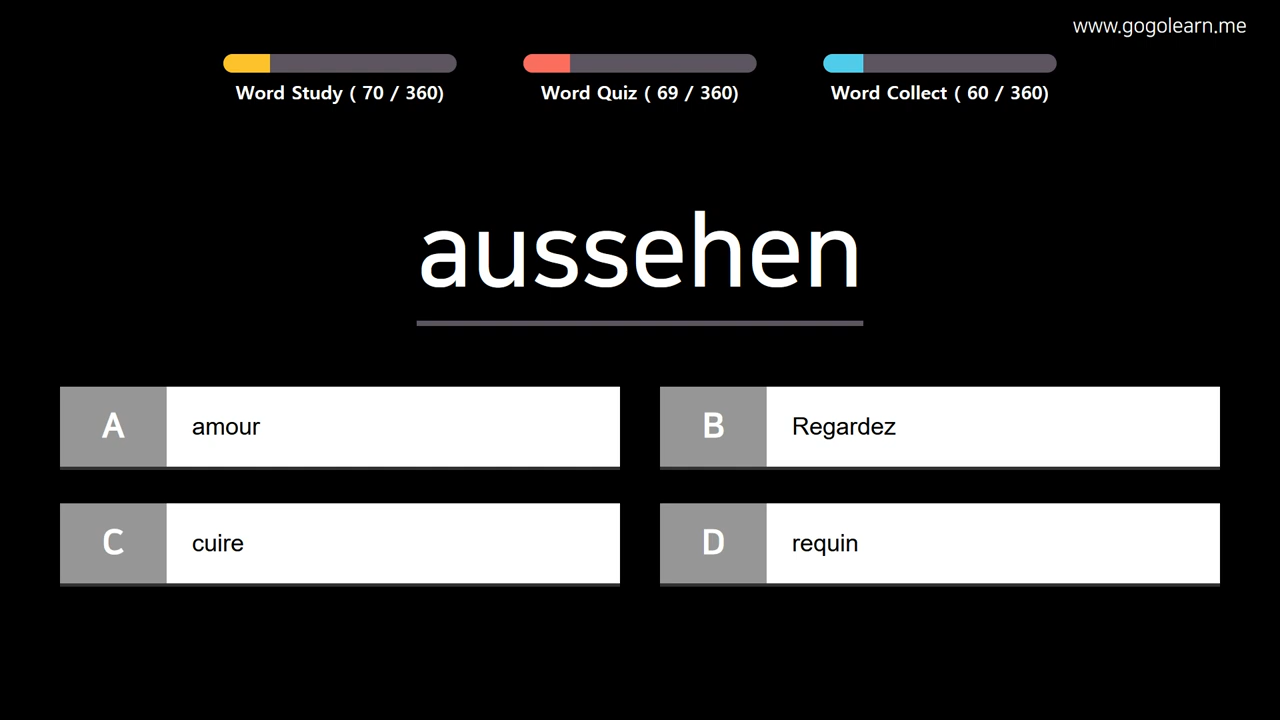 www.gogolearn.me
Word Study ( 70 / 360)
Word Quiz ( 69 / 360)
Word Collect ( 60 / 360)
aussehen
A amour
B Regardez
C cuire
D requin